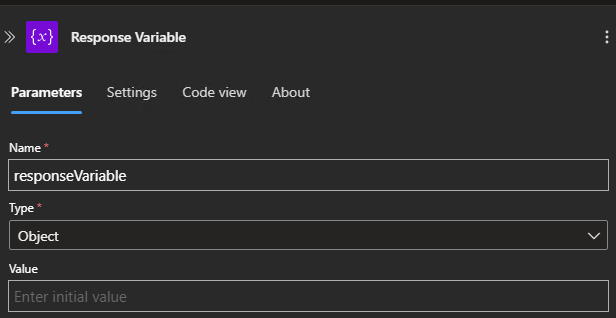 {x} Response Variable
Parameters Settings Code view About
Name *
responseVariable
Type *
Object
Value
Enter initial value